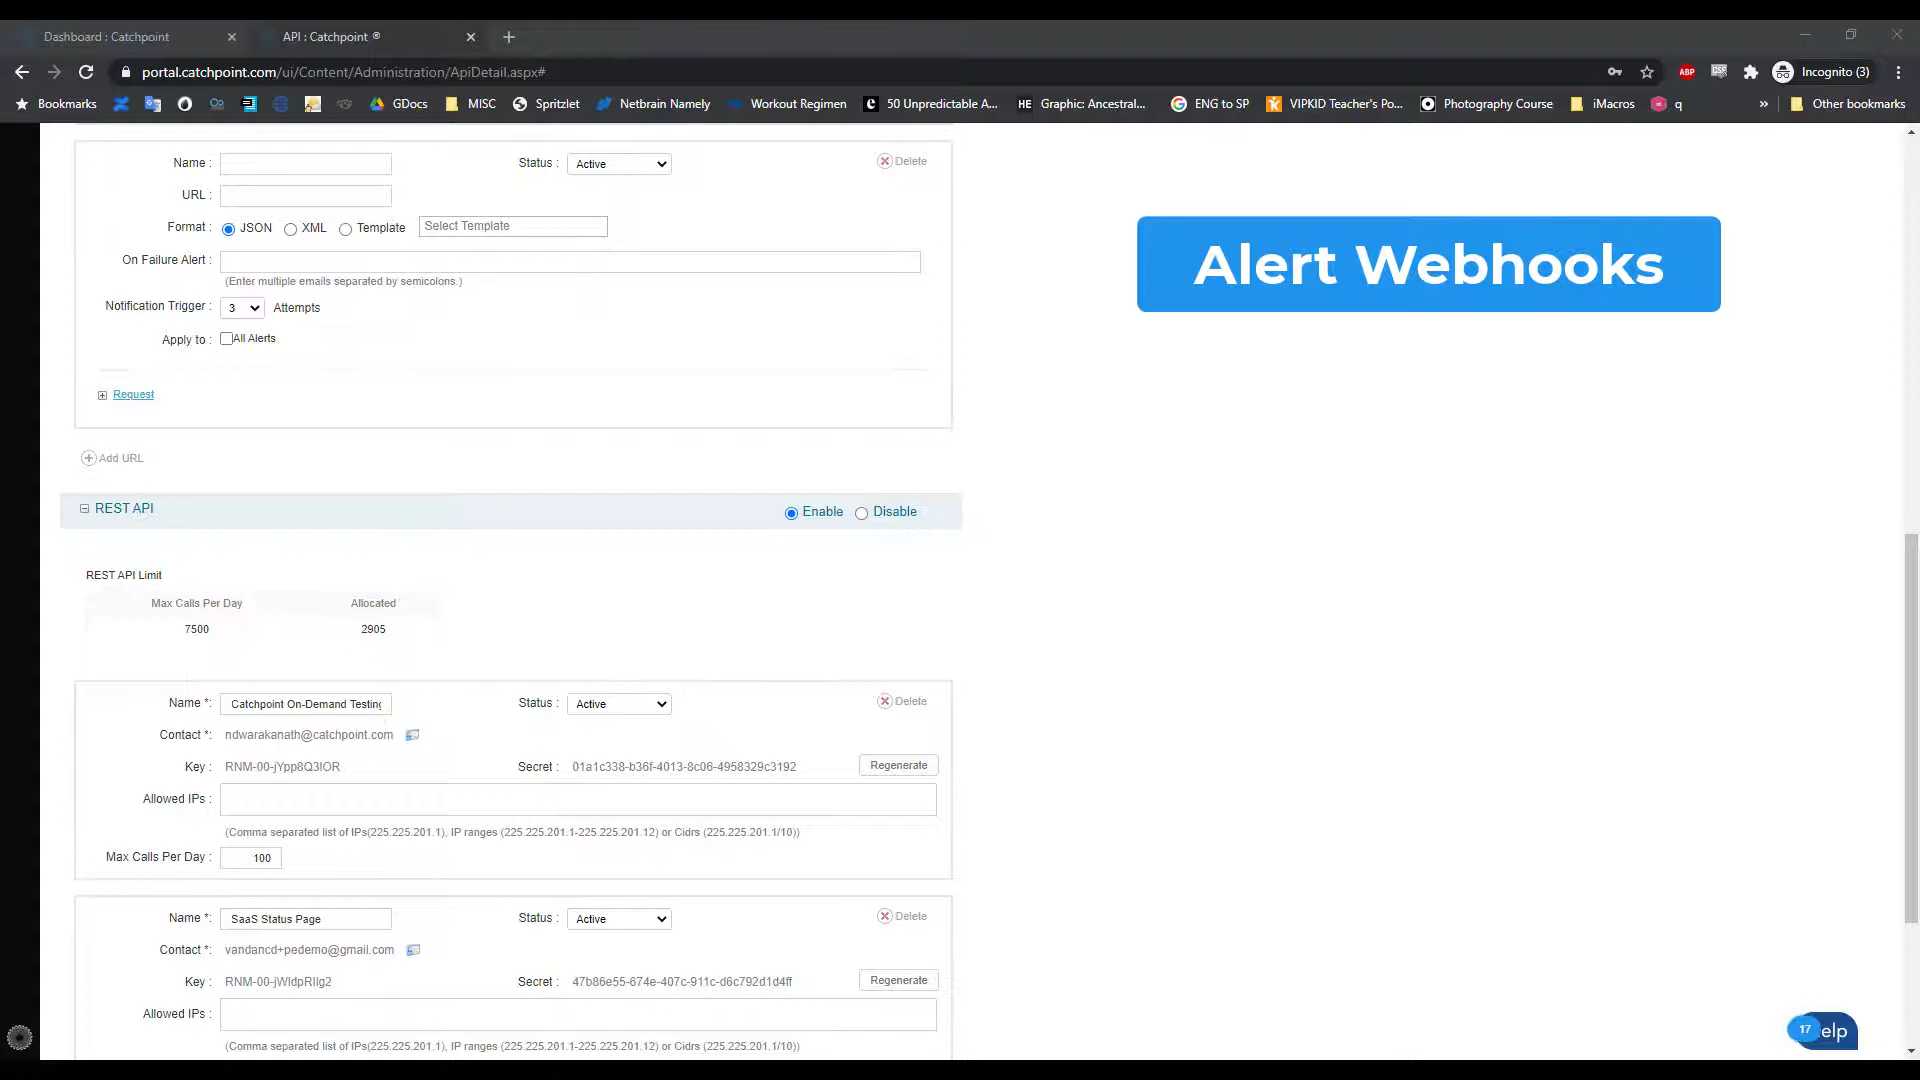 Dashboard : Catchpoint
API : Catchpoint ®
portal.catchpoint.com/ui/Content/Administration/ApiDetail.aspx#
ABP
Incognito (3)
Bookmarks
GDocs
MISC
Spritzlet
Netbrain Namely
Workout Regimen
50 Unpredictable A...
HE Graphic: Ancestral...
ENG to SP
VIPKID Teacher's Po...
Photography Course
iMacros
q
»
Other bookmarks
Name :
Status : Active
Delete
URL :
Format : JSON XML Template Select Template
On Failure Alert :
(Enter multiple emails separated by semicolons.)
Notification Trigger : 3 Attempts
Apply to : All Alerts
Request
Add URL
Alert Webhooks
REST API
Enable Disable
REST API Limit
Max Calls Per Day Allocated
7500 2905
Name *: Catchpoint On-Demand Testing
Status : Active
Delete
Contact *: ndwarakanath@catchpoint.com
Key : RNM-00-jYpp8Q3IOR
Secret : 01a1c338-b36f-4013-8c06-4958329c3192
Regenerate
Allowed IPs :
(Comma separated list of IPs(225.225.201.1), IP ranges (225.225.201.1-225.225.201.12) or Cidrs (225.225.201.1/10))
Max Calls Per Day : 100
Name *: SaaS Status Page
Status : Active
Delete
Contact *: vandancd+pedemo@gmail.com
Key : RNM-00-jWIdpRIIg2
Secret : 47b86e55-674e-407c-911c-d6c792d1d4ff
Regenerate
Allowed IPs :
(Comma separated list of IPs(225.225.201.1), IP ranges (225.225.201.1-225.225.201.12) or Cidrs (225.225.201.1/10))
17
elp